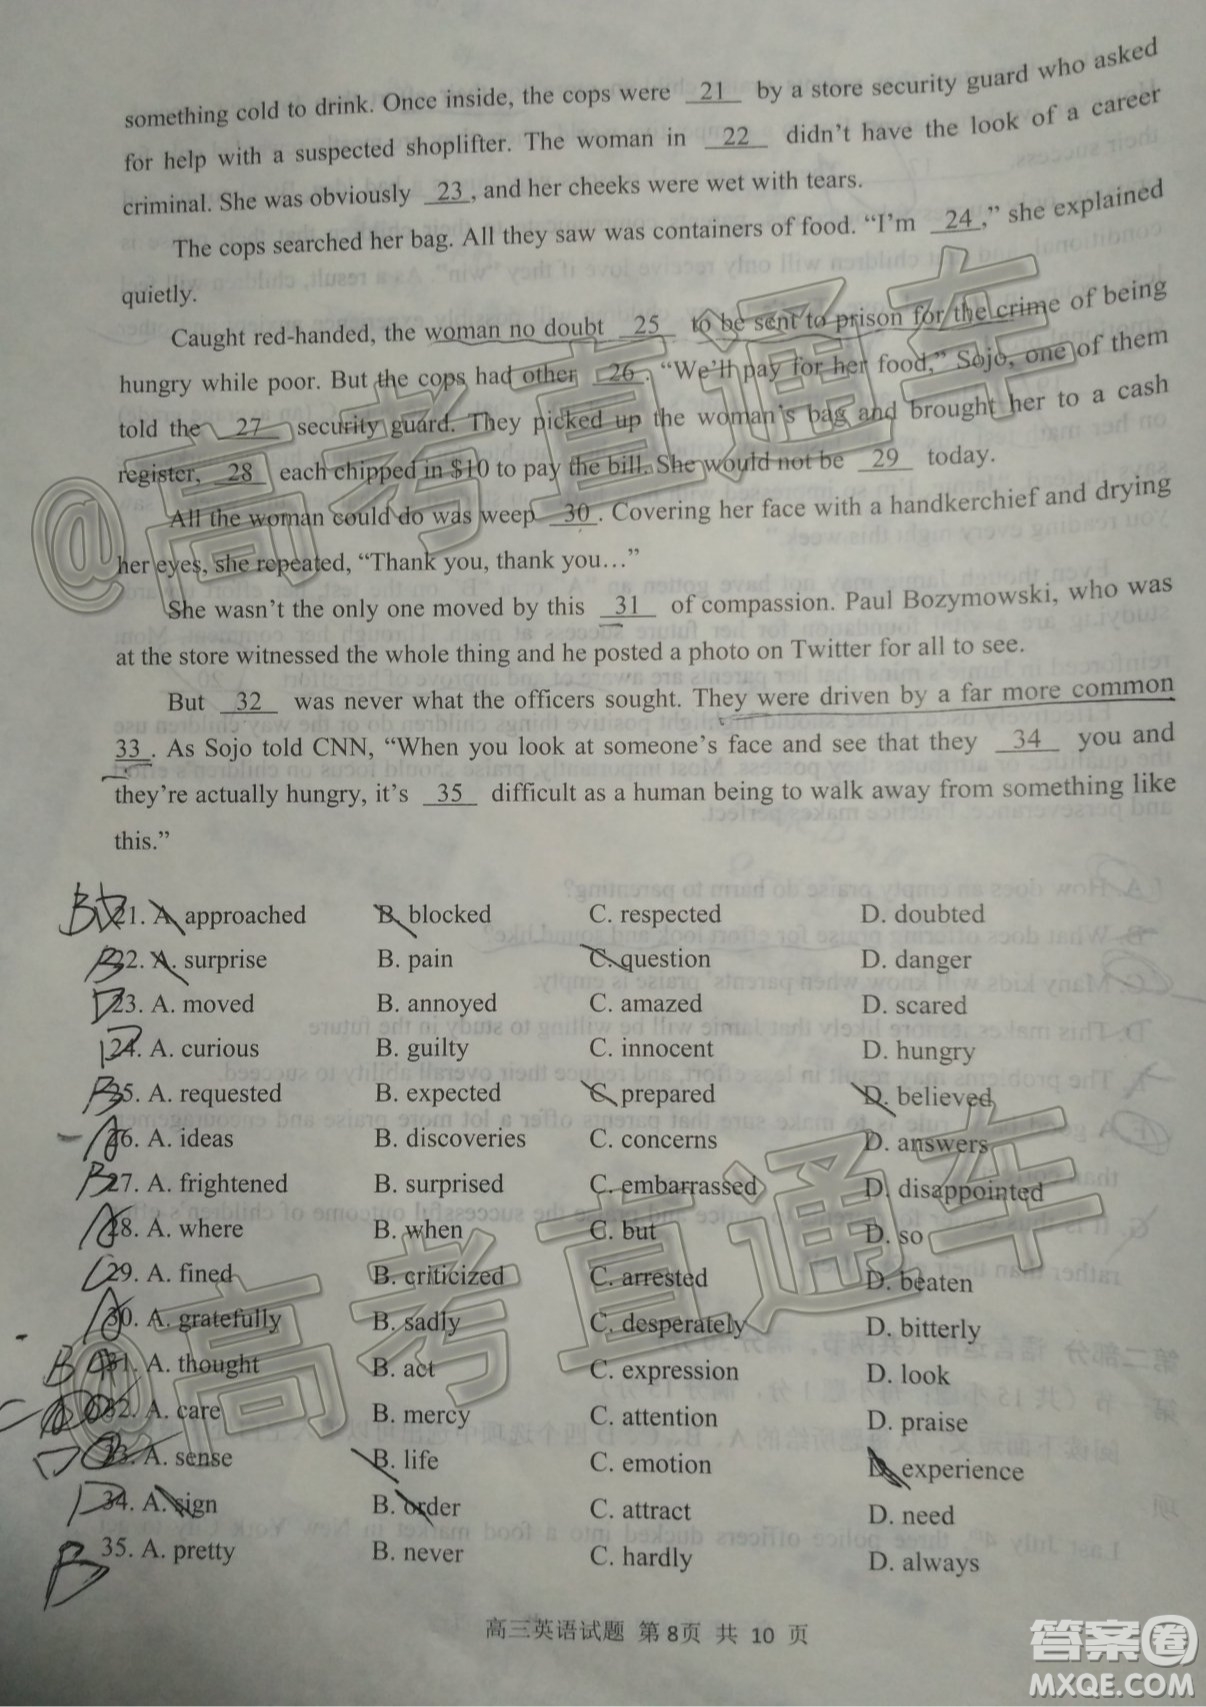 something cold to drink. Once inside, the cops were 21 by a store security guard who asked
for help with a suspected shoplifter. The woman in 22 didn't have the look of a career
criminal. She was obviously 23, and her cheeks were wet with tears.
The cops searched her bag. All they saw was containers of food. “I'm 24,” she explained
quietly.
Caught red-handed, the woman no doubt 25 to be sent to prison for the crime of being
hungry while poor. But the cops had other 26. “We'll pay for her food,” Sojo, one of them
told the 27 security guard. They picked up the woman's bag and brought her to a cash
register, 28 each chipped in $10 to pay the bill. She would not be 29 today.
All the woman could do was weep 30. Covering her face with a handkerchief and drying
her eyes, she repeated, “Thank you, thank you…”
She wasn't the only one moved by this 31 of compassion. Paul Bozymowski, who was
at the store witnessed the whole thing and he posted a photo on Twitter for all to see.
But 32 was never what the officers sought. They were driven by a far more common
33. As Sojo told CNN, “When you look at someone's face and see that they 34 you and
they're actually hungry, it's 35 difficult as a human being to walk away from something like
this.”
B 21. A. approached B. blocked C. respected D. doubted
B 22. A. surprise B. pain C. question D. danger
D 23. A. moved B. annoyed C. amazed D. scared
D 24. A. curious B. guilty C. innocent D. hungry
B 35. A. requested B. expected C. prepared D. believed
A 26. A. ideas B. discoveries C. concerns D. answers
B 27. A. frightened B. surprised C. embarrassed D. disappointed
A 28. A. where B. when C. but D. so
C 29. A. fined B. criticized C. arrested D. beaten
A 30. A. gratefully B. sadly C. desperately D. bitterly
B 31. A. thought B. act C. expression D. look
32. A. care B. mercy C. attention D. praise
33. A. sense B. life C. emotion D. experience
D 34. A. sign B. order C. attract D. need
B 35. A. pretty B. never C. hardly D. always
高三英语试题 第8页 共 10 页
@高考直通车
@高考直通车
答案圈
MXQE.COM